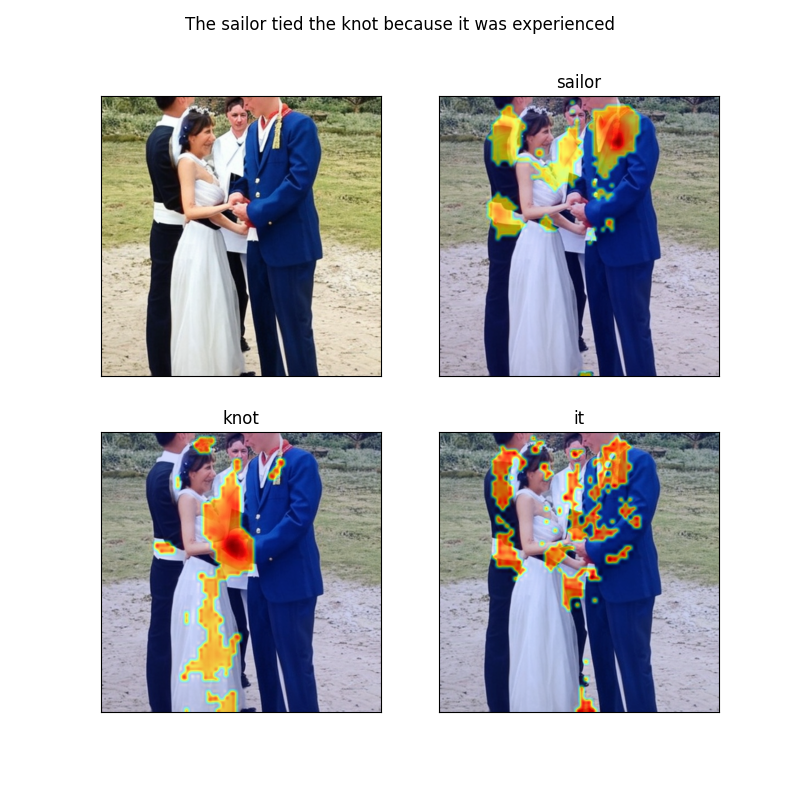 The sailor tied the knot because it was experienced
sailor
knot
it